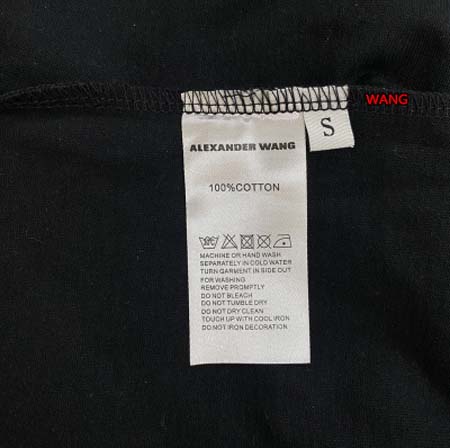 WANG
S
ALEXANDER WANG
100%COTTON
MACHINE OR HAND WASH
SEPARATELY IN COLD WATER
TURN GARMENT IN SIDE OUT
FOR WASHING
REMOVE PROMPTLY
DO NOT BLEACH
DO NOT TUMBLE DRY
DO NOT DRY CLEAN
TOUCH UP WITH COOL IRON
DO NOT IRON DECORATION